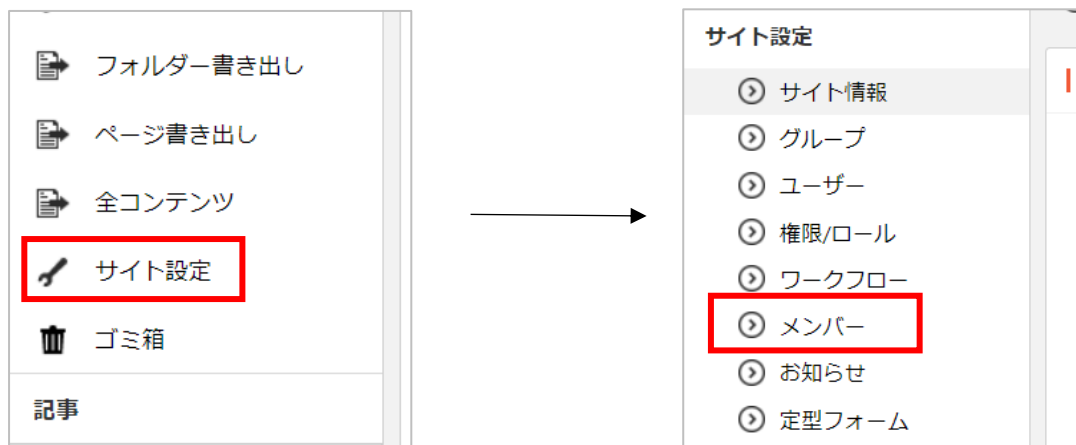 フォルダー書き出し
ページ書き出し
全コンテンツ
サイト設定
ゴミ箱
記事
サイト設定
サイト情報
グループ
ユーザー
権限/ロール
ワークフロー
メンバー
お知らせ
定型フォーム